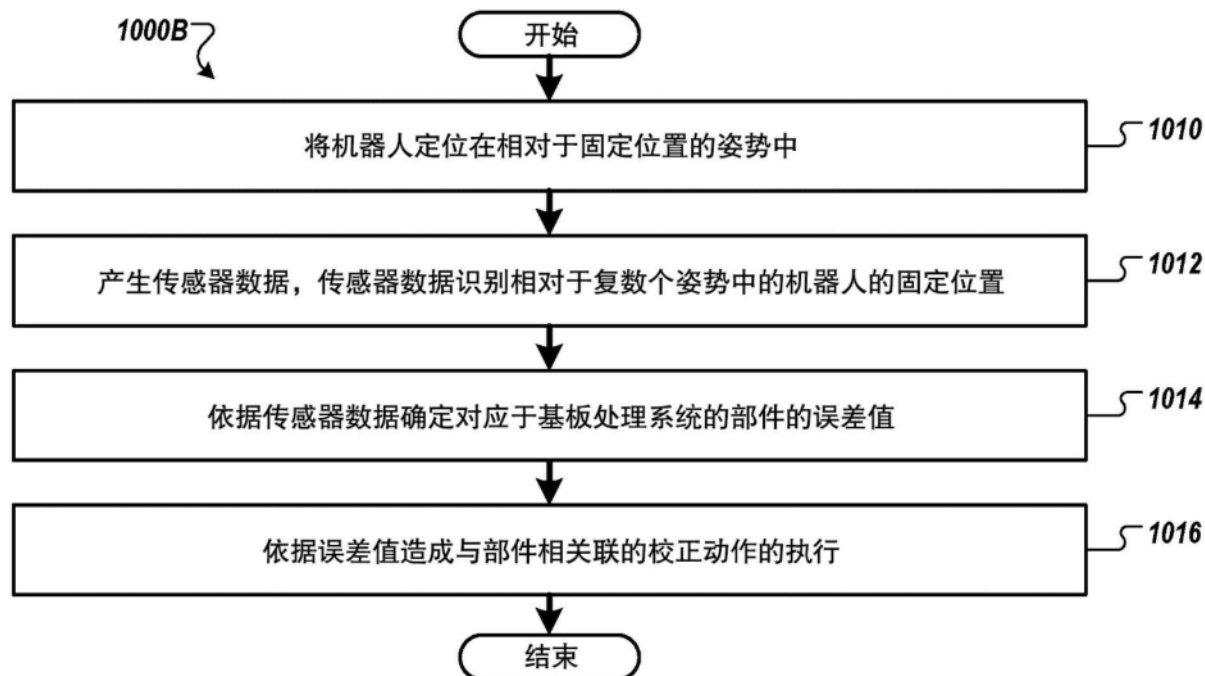 1000B
开始
将机器人定位在相对于固定位置的姿势中
1010
产生传感器数据，传感器数据识别相对于复数个姿势中的机器人的固定位置
1012
依据传感器数据确定对应于基板处理系统的部件的误差值
1014
依据误差值造成与部件相关联的校正动作的执行
1016
结束